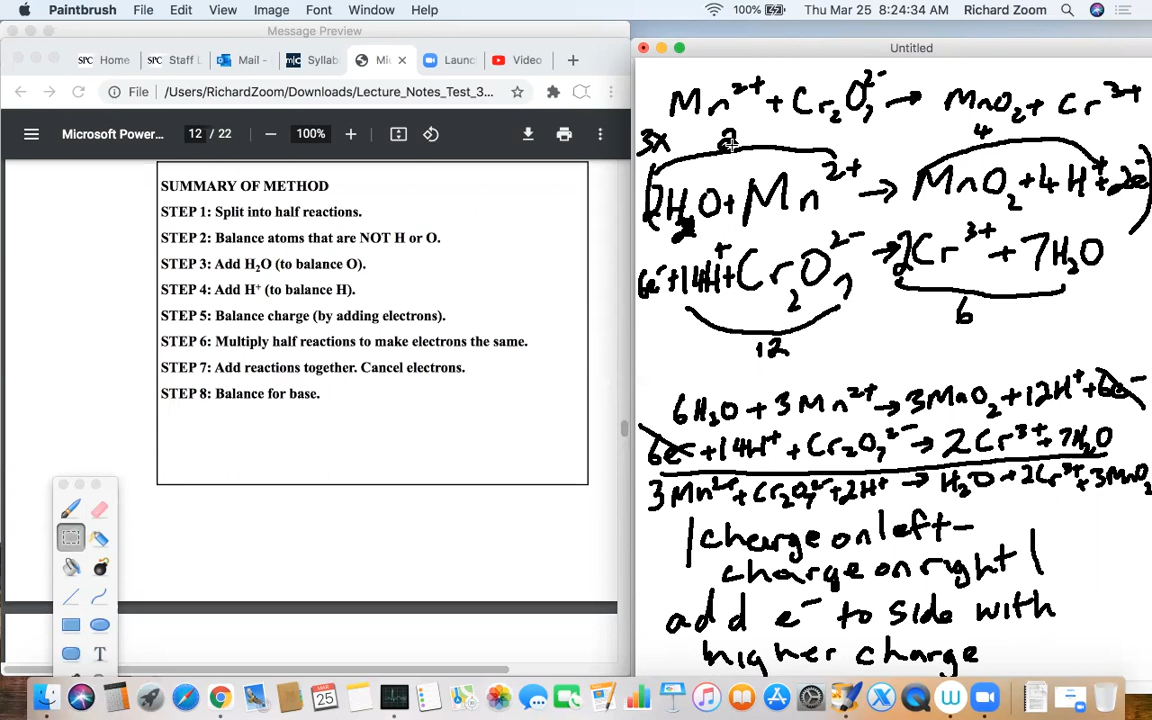 Paintbrush File Edit View Image Font Window Help 100% Thu Mar 25 8:24:34 AM Richard Zoom
Message Preview
SPC Home SPC Staff L Mail - m|c Syllab Mi Laun Video
File | /Users/RichardZoom/Downloads/Lecture_Notes_Test_3...
Microsoft Power... 12 / 22 100%
SUMMARY OF METHOD
STEP 1: Split into half reactions.
STEP 2: Balance atoms that are NOT H or O.
STEP 3: Add H₂O (to balance O).
STEP 4: Add H⁺ (to balance H).
STEP 5: Balance charge (by adding electrons).
STEP 6: Multiply half reactions to make electrons the same.
STEP 7: Add reactions together. Cancel electrons.
STEP 8: Balance for base.
T
Untitled
Mn²⁺ + Cr₂O₇²⁻ → MnO₂ + Cr³⁺
3x 2 4
(2H₂O + Mn²⁺ → MnO₂ + 4H⁺ + 2e⁻)
6e⁻ + 14H⁺ + Cr₂O₇²⁻ → 2Cr³⁺ + 7H₂O
12 6
6H₂O + 3Mn²⁺ → 3MnO₂ + 12H⁺ + 6e⁻
6e⁻ + 14H⁺ + Cr₂O₇²⁻ → 2Cr³⁺ + 7H₂O
3Mn²⁺ + Cr₂O₇²⁻ + 2H⁺ → H₂O + 2Cr³⁺ + 3MnO₂
|charge on left -
charge on right|
add e⁻ to side with
higher charge